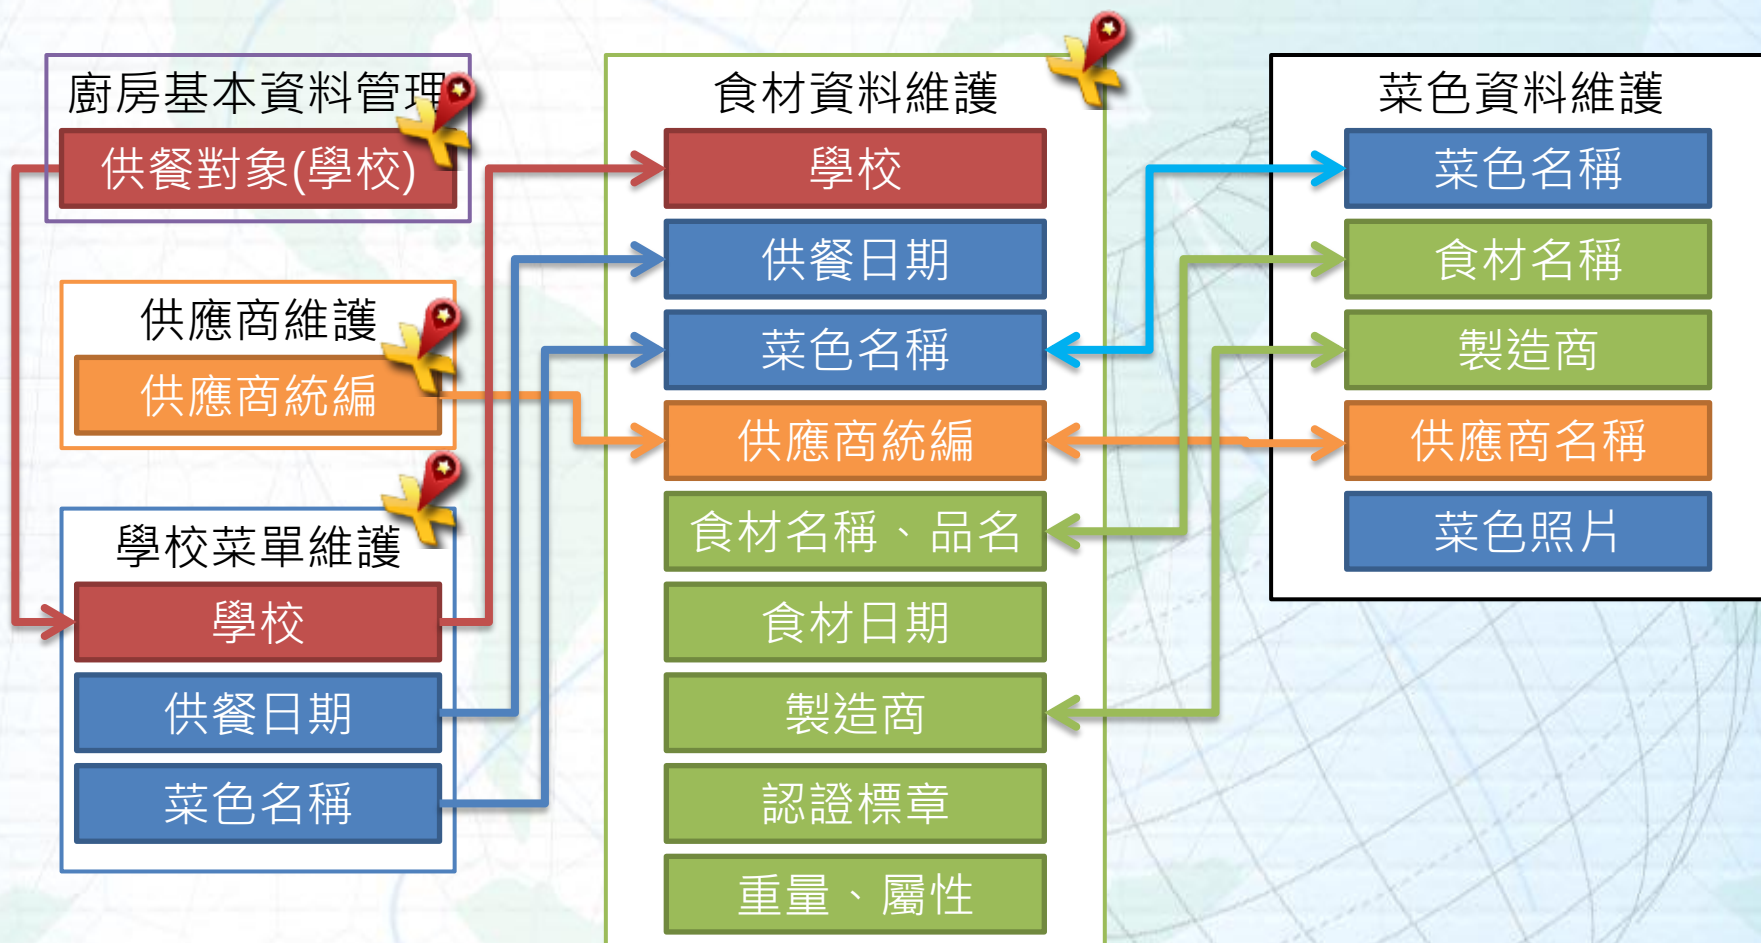 廚房基本資料管理
供餐對象(學校)
供應商維護
供應商統編
學校菜單維護
學校
供餐日期
菜色名稱
食材資料維護
學校
供餐日期
菜色名稱
供應商統編
食材名稱、品名
食材日期
製造商
認證標章
重量、屬性
菜色資料維護
菜色名稱
食材名稱
製造商
供應商名稱
菜色照片